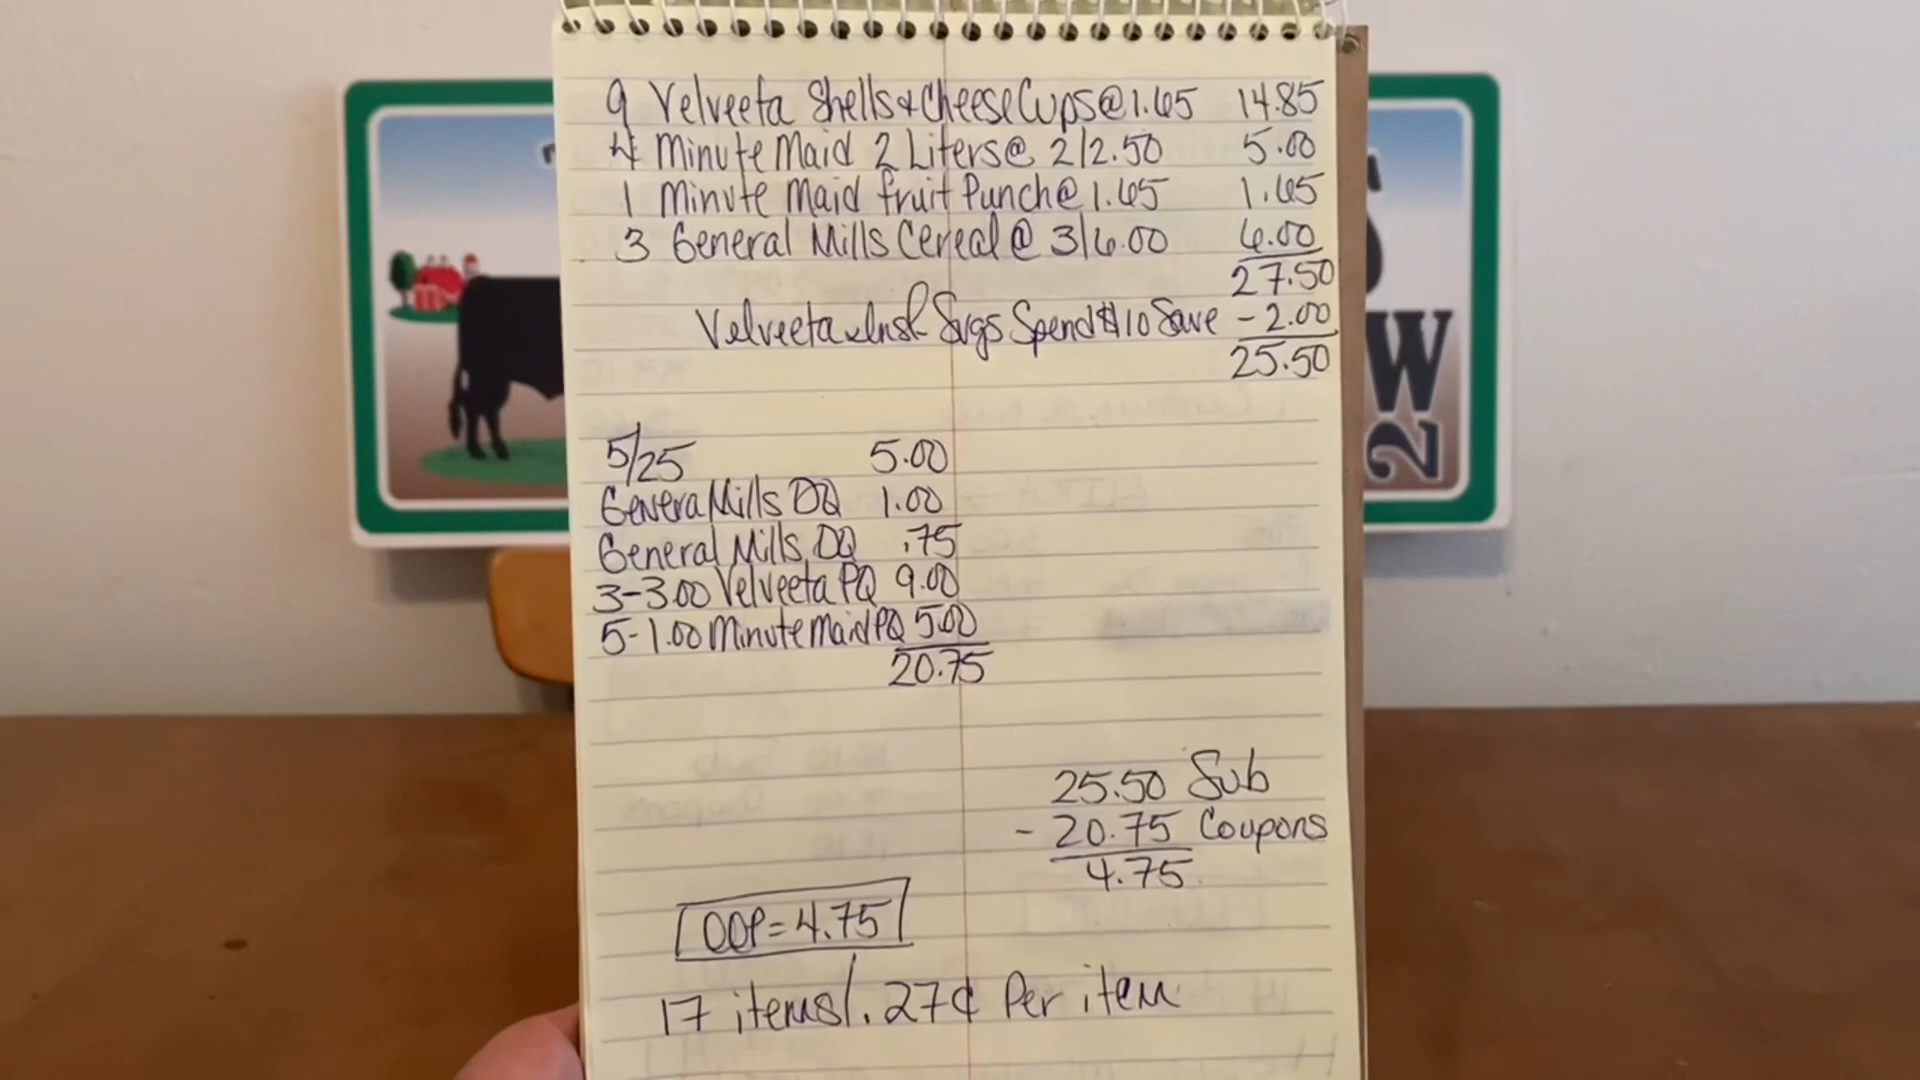 9 Velveeta Shells & Cheese Cups @ 1.65 14.85
4 Minute Maid 2 Liters @ 2/2.50 5.00
1 Minute Maid Fruit Punch @ 1.65 1.65
3 General Mills Cereal @ 3/6.00 6.00
27.50
Velveeta Inst Svgs Spend $10 Save - 2.00
25.50
5/25 5.00
Genera Mills DQ 1.00
General Mills DQ .75
3-3.00 Velveeta PQ 9.00
5-1.00 Minute Maid PQ 5.00
20.75
25.50 Sub
- 20.75 Coupons
4.75
OOP = 4.75
17 items/.27¢ Per item
S
W
2